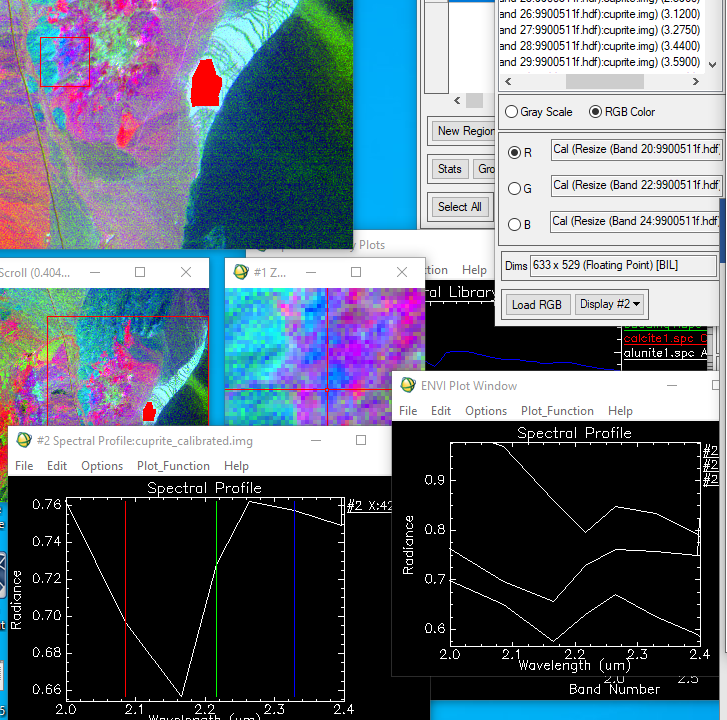 and 26:9900511f.hdf):cuprite.img) (3.1200)
and 27:9900511f.hdf):cuprite.img) (3.2750)
and 28:9900511f.hdf):cuprite.img) (3.4400)
and 29:9900511f.hdf):cuprite.img) (3.5900)
Gray Scale
RGB Color
New Region
R
Cal (Resize (Band 20:9900511f.hdf
Stats
Gro
G
Cal (Resize (Band 22:9900511f.hdf
Select All
B
Cal (Resize (Band 24:9900511f.hdf
Plots
Dims
633 x 529 (Floating Point) [BIL]
Scroll (0.404...
#1 Z...
ction
Help
Load RGB
Display #2
al Library
calcite1.spc C
alunite1.spc A
ENVI Plot Window
File Edit Options Plot_Function Help
#2 Spectral Profile:cuprite_calibrated.img
File Edit Options Plot_Function Help
Spectral Profile
#2
#2
#2
0.9
0.8
0.7
0.6
Radiance
2.0 2.1 2.2 2.3 2.4
Wavelength (um)
Spectral Profile
#2 X:42
0.76
0.74
0.72
0.70
0.68
0.66
Radiance
2.0 2.1 2.2 2.3 2.4
Wavelength (um)
2.0
2.5
Band Number